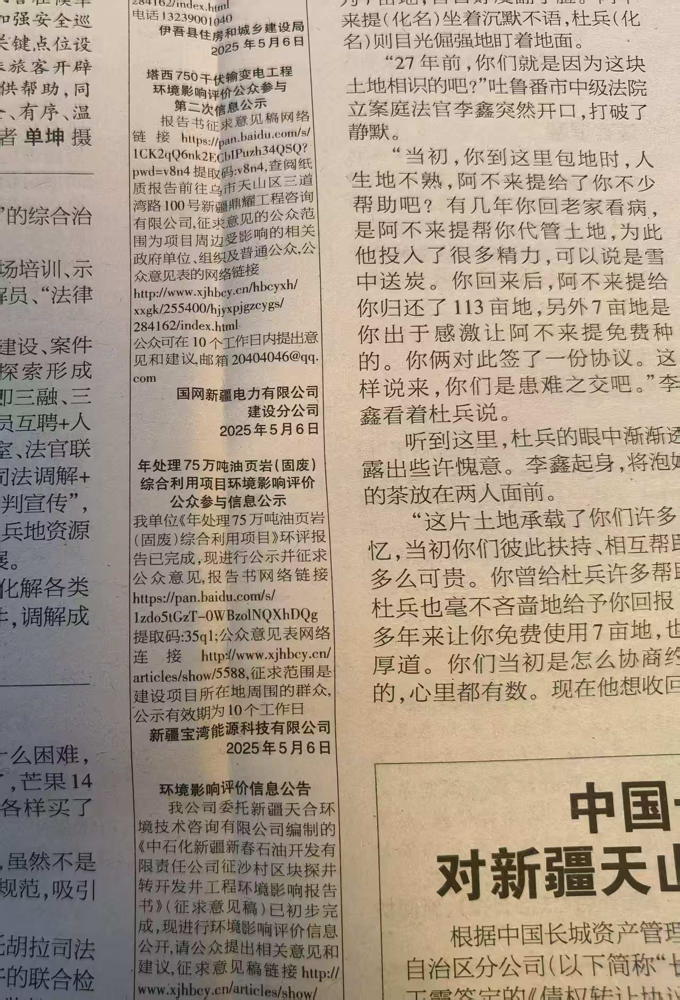 加强安全巡
关键点位设
旅客开辟
供帮助,同
、有序、温
者 单坤 摄
”的综合治
场培训、示
解员、“法律
建设、案件
探索形成
即三融、三
员互聘+人
室、法官联
司法调解+
判宣传”,
兵地资源
展。
化解各类
件,调解成
什么困难,
,芒果14
各样买了
,虽然不是
规范,吸引
托胡拉司法
的联合检
284162/index.html
电话13239001040
伊吾县住房和城乡建设局
2025年5月6日
塔西750千伏输变电工程
环境影响评价公众参与
第二次信息公示
报告书征求意见稿网络
链接 https://pan.baidu.com/s/
1CK2qQ6nk2ECbIPuzh34QSQ?
pwd=v8n4 提取码:v8n4,查阅纸
质报告前往乌市天山区三道
湾路100号新疆鼎耀工程咨询
有限公司,征求意见的公众范
围为项目周边受影响的相关
政府单位、组织及普通公众,公
众意见表的网络链接
http://www.xjhbcy.cn/hbcyxh/
xxgk/255400/hjyxpjgzcygs/
284162/index.html
公众可在10个工作日内提出意
见和建议,邮箱20404046@qq.
com
国网新疆电力有限公司
建设分公司
2025年5月6日
年处理75万吨油页岩(固废)
综合利用项目环境影响评价
公众参与信息公示
我单位《年处理75万吨油页岩
(固废)综合利用项目》环评报
告已完成,现进行公示并征求
公众意见,报告书网络链接
https://pan.baidu.com/s/
1zdo5tGzT-0WBzolNQXhDQg
提取码:35q1;公众意见表网络
连接 http://www.xjhbcy.cn/
articles/show/5588,征求范围是
建设项目所在地周围的群众,
公示有效期为10个工作日
新疆宝湾能源科技有限公司
2025年5月6日
环境影响评价信息公告
我公司委托新疆天合环
境技术咨询有限公司编制的
《中石化新疆新春石油开发有
限责任公司征沙村区块探井
转开发井工程环境影响报告
书》(征求意见稿)已初步完
成,现进行环境影响评价信息
公开,请公众提出相关意见和
建议,征求意见稿链接http://
www.xjhbcy.cn/articles/show/
来提(化名)坐着沉默不语,杜兵(化
名)则目光倔强地盯着地面。
“27年前,你们就是因为这块
土地相识的吧?”吐鲁番市中级法院
立案庭法官李鑫突然开口,打破了
静默。
“当初,你到这里包地时,人
生地不熟,阿不来提给了你不少
帮助吧?有几年你回老家看病,
是阿不来提帮你代管土地,为此
他投入了很多精力,可以说是雪
中送炭。你回来后,阿不来提给
你归还了113亩地,另外7亩地是
你出于感激让阿不来提免费种
的。你俩对此签了一份协议。这
样说来,你们是患难之交吧。”李
鑫看着杜兵说。
听到这里,杜兵的眼中渐渐透
露出些许愧意。李鑫起身,将泡好
的茶放在两人面前。
“这片土地承载了你们许多
忆,当初你们彼此扶持、相互帮助
多么可贵。你曾给杜兵许多帮助
杜兵也毫不吝啬地给予你回报
多年来让你免费使用7亩地,也
厚道。你们当初是怎么协商约
的,心里都有数。现在他想收回
中国
对新疆天山
根据中国长城资产管理
自治区分公司(以下简称“长
签定的《债权转让协议